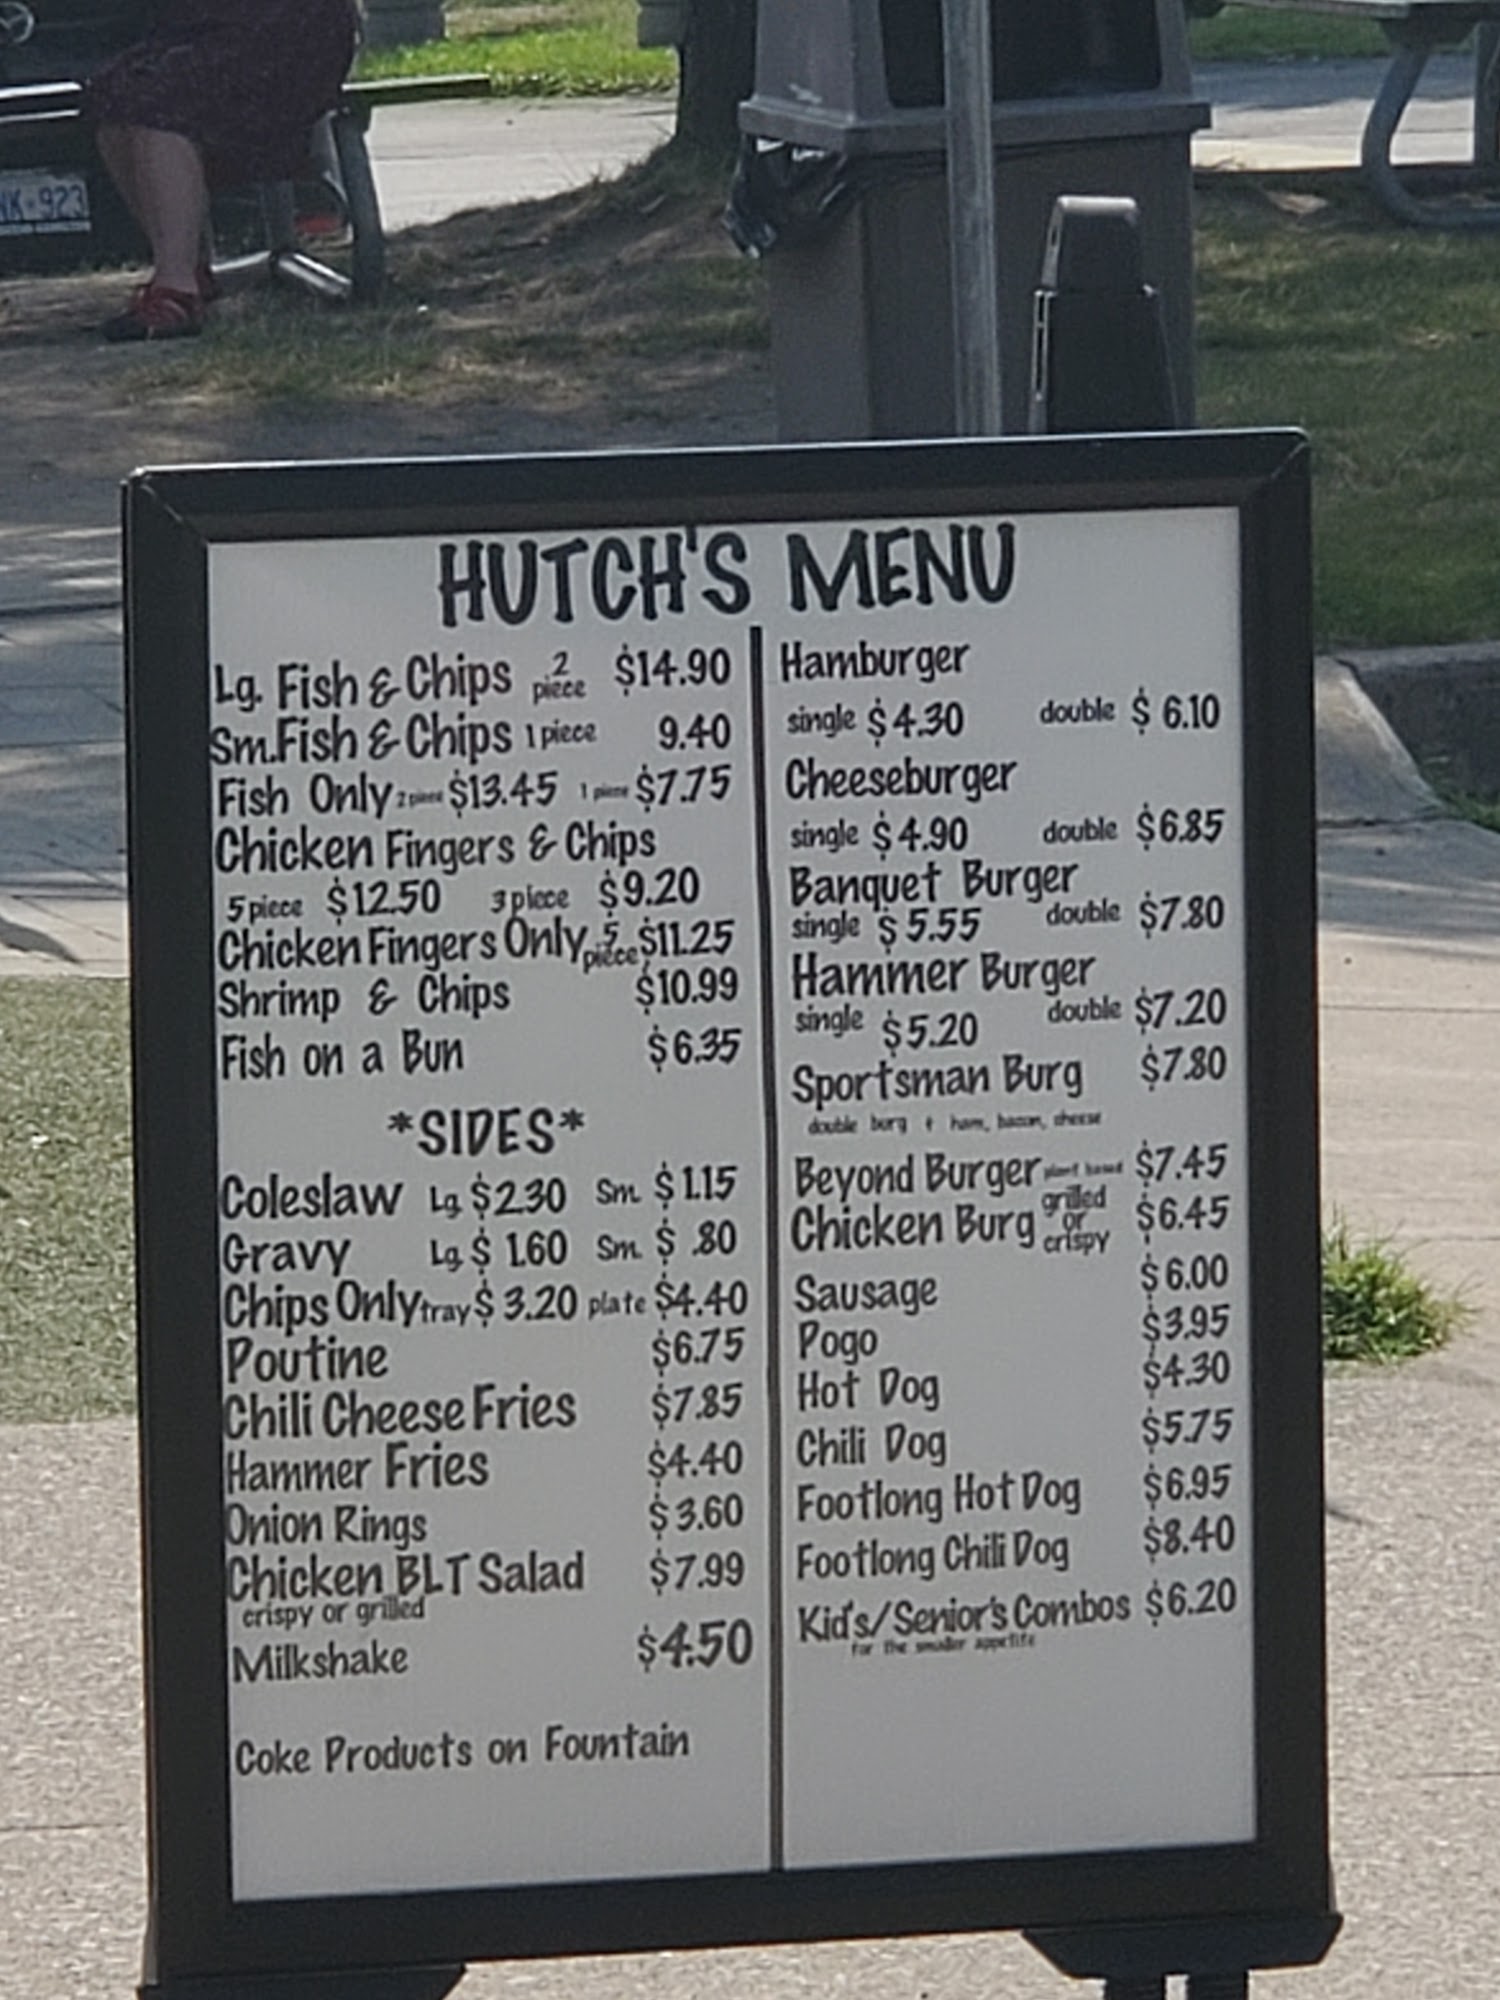 NK-923
HUTCH'S MENU
Lg. Fish & Chips 2 piece $14.90
Sm. Fish & Chips 1 piece 9.40
Fish Only 2 piece $13.45 1 piece $7.75
Chicken Fingers & Chips
5 piece $12.50 3 piece $9.20
Chicken Fingers Only 5 piece $11.25
Shrimp & Chips $10.99
Fish on a Bun $6.35
*SIDES*
Coleslaw Lg. $2.30 Sm. $1.15
Gravy Lg. $ 1.60 Sm. $ .80
Chips Only tray $ 3.20 plate $4.40
Poutine $6.75
Chili Cheese Fries $7.85
Hammer Fries $4.40
Onion Rings $3.60
Chicken BLT Salad $7.99
crispy or grilled
Milkshake $4.50
Coke Products on Fountain
Hamburger
single $4.30 double $6.10
Cheeseburger
single $4.90 double $6.85
Banquet Burger
single $5.55 double $7.80
Hammer Burger
single $5.20 double $7.20
Sportsman Burg $7.80
double burg + ham, bacon, cheese
Beyond Burger plant based $7.45
Chicken Burg grilled or crispy $6.45
Sausage $6.00
Pogo $3.95
Hot Dog $4.30
Chili Dog $5.75
Footlong Hot Dog $6.95
Footlong Chili Dog $8.40
Kid's/Senior's Combos $6.20
for the smaller appetite